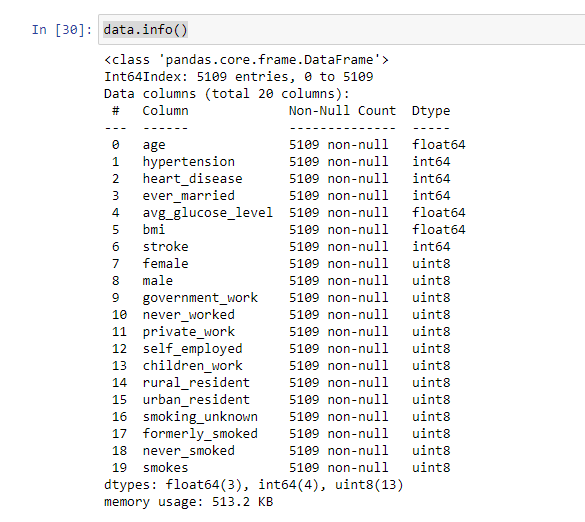 In [30]: data.info()
<class 'pandas.core.frame.DataFrame'>
Int64Index: 5109 entries, 0 to 5109
Data columns (total 20 columns):
 #   Column             Non-Null Count  Dtype
---  ------             --------------  -----
 0   age                5109 non-null   float64
 1   hypertension       5109 non-null   int64
 2   heart_disease      5109 non-null   int64
 3   ever_married       5109 non-null   int64
 4   avg_glucose_level  5109 non-null   float64
 5   bmi                5109 non-null   float64
 6   stroke             5109 non-null   int64
 7   female             5109 non-null   uint8
 8   male               5109 non-null   uint8
 9   government_work    5109 non-null   uint8
 10  never_worked       5109 non-null   uint8
 11  private_work       5109 non-null   uint8
 12  self_employed      5109 non-null   uint8
 13  children_work      5109 non-null   uint8
 14  rural_resident     5109 non-null   uint8
 15  urban_resident     5109 non-null   uint8
 16  smoking_unknown    5109 non-null   uint8
 17  formerly_smoked    5109 non-null   uint8
 18  never_smoked       5109 non-null   uint8
 19  smokes             5109 non-null   uint8
dtypes: float64(3), int64(4), uint8(13)
memory usage: 513.2 KB